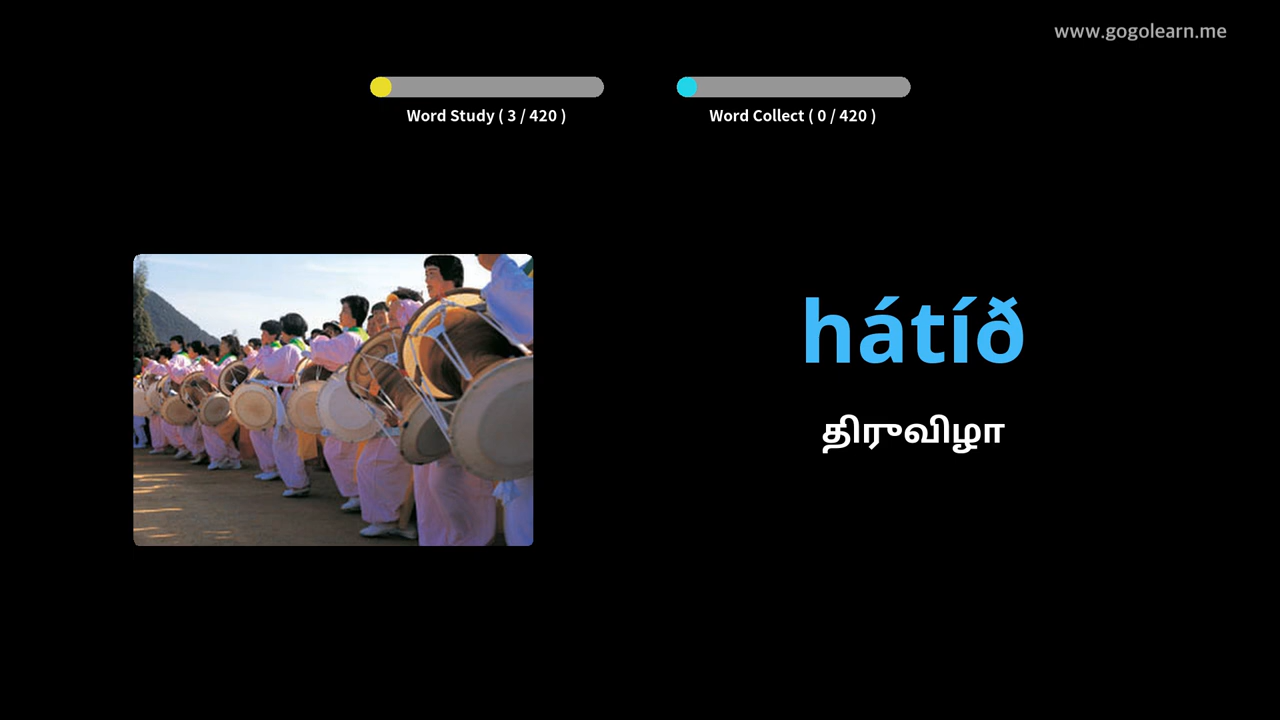 www.gogolearn.me
Word Study ( 3 / 420 )
Word Collect ( 0 / 420 )
hátíð
திருவிழா